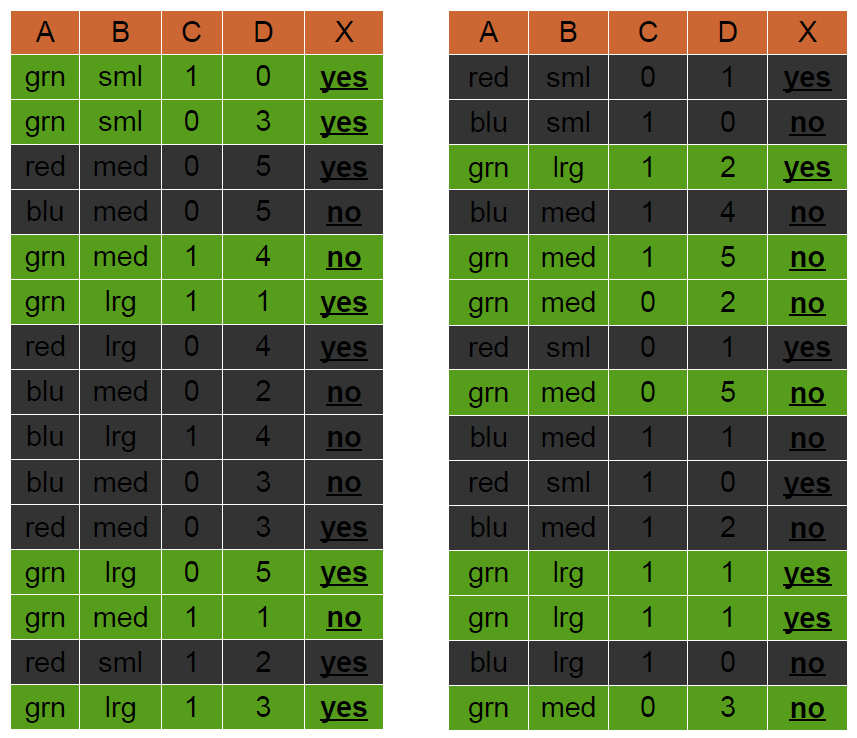 A B C D X
grn sml 1 0 yes
grn sml 0 3 yes
red med 0 5 yes
blu med 0 5 no
grn med 1 4 no
grn lrg 1 1 yes
red lrg 0 4 yes
blu med 0 2 no
blu lrg 1 4 no
blu med 0 3 no
red med 0 3 yes
grn lrg 0 5 yes
grn med 1 1 no
red sml 1 2 yes
grn lrg 1 3 yes
A B C D X
red sml 0 1 yes
blu sml 1 0 no
grn lrg 1 2 yes
blu med 1 4 no
grn med 1 5 no
grn med 0 2 no
red sml 0 1 yes
grn med 0 5 no
blu med 1 1 no
red sml 1 0 yes
blu med 1 2 no
grn lrg 1 1 yes
grn lrg 1 1 yes
blu lrg 1 0 no
grn med 0 3 no